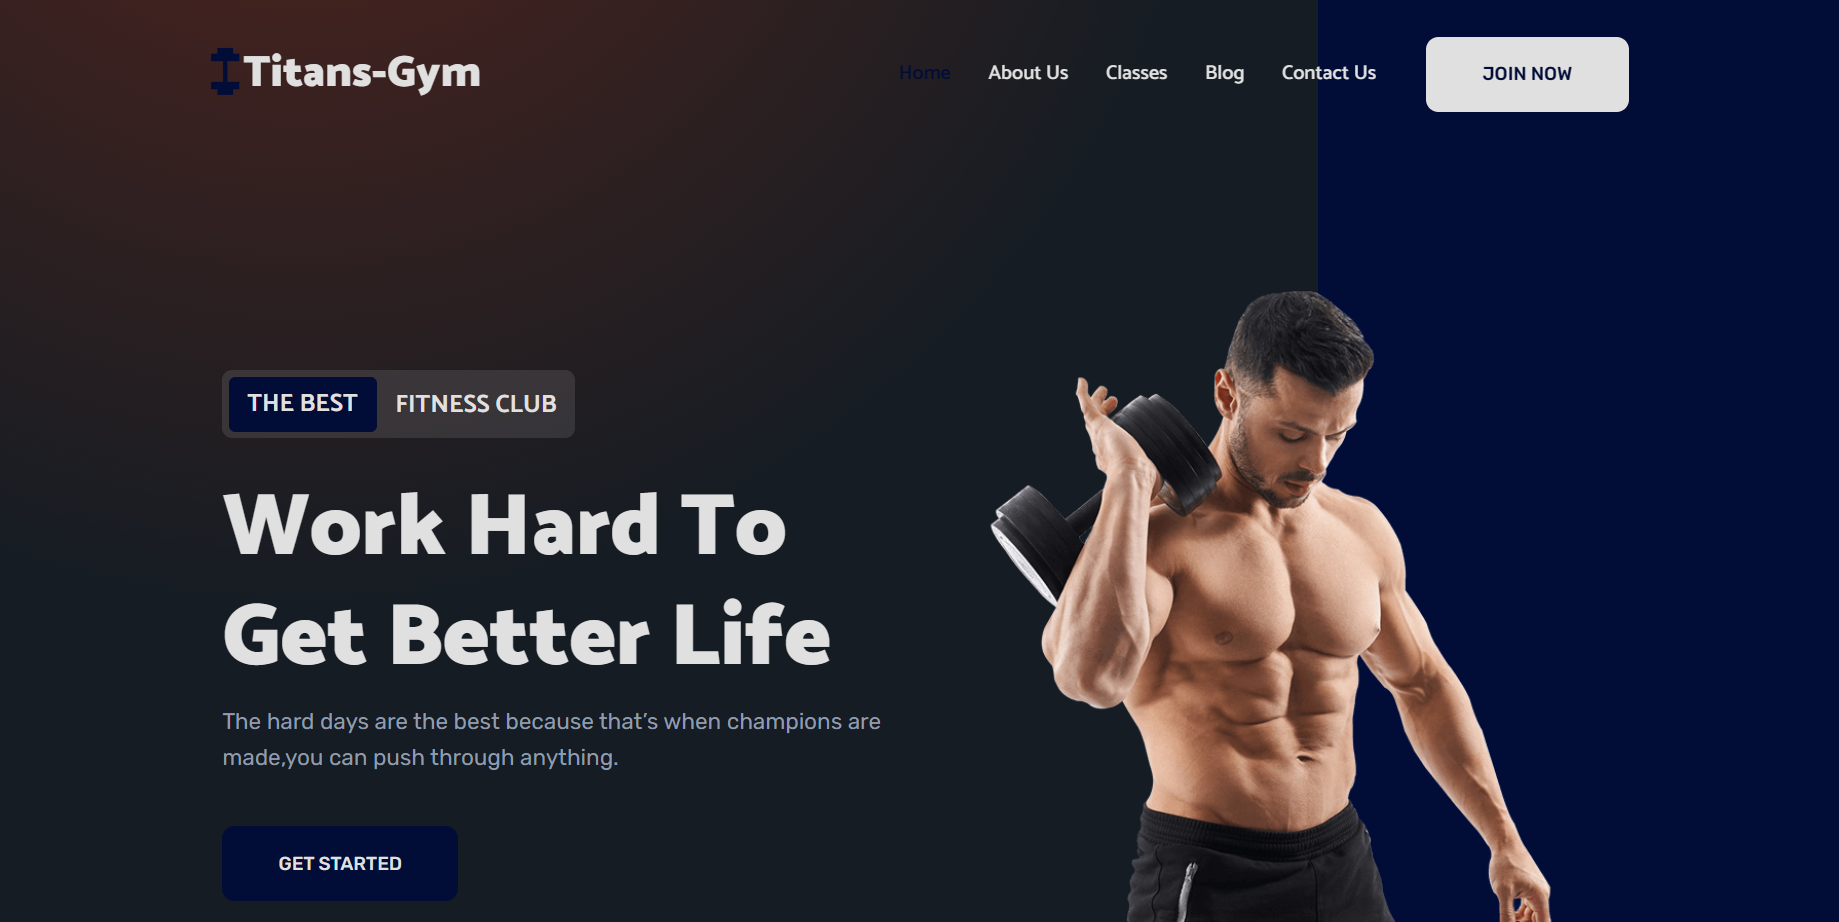 Titans-Gym
Home About Us Classes Blog Contact Us JOIN NOW
THE BEST FITNESS CLUB
Work Hard To
Get Better Life
The hard days are the best because that's when champions are
made,you can push through anything.
GET STARTED